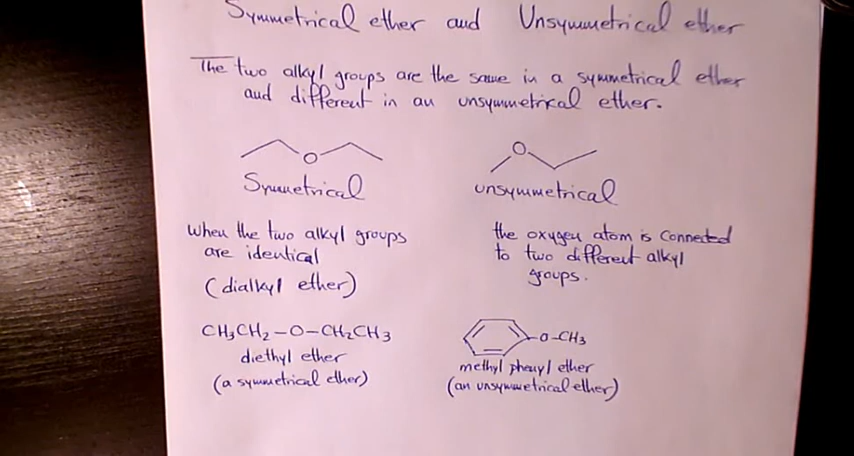 Symmetrical ether and Unsymmetrical ether
The two alkyl groups are the same in a symmetrical ether
and different in an unsymmetrical ether.
O
O
Symmetrical
unsymmetrical
when the two alkyl groups
are identical
(dialkyl ether)
the oxygen atom is connected
to two different alkyl
groups.
CH3CH2-O-CH2CH3
diethyl ether
(a symmetrical ether)
-O-CH3
methyl phenyl ether
(an unsymmetrical ether)